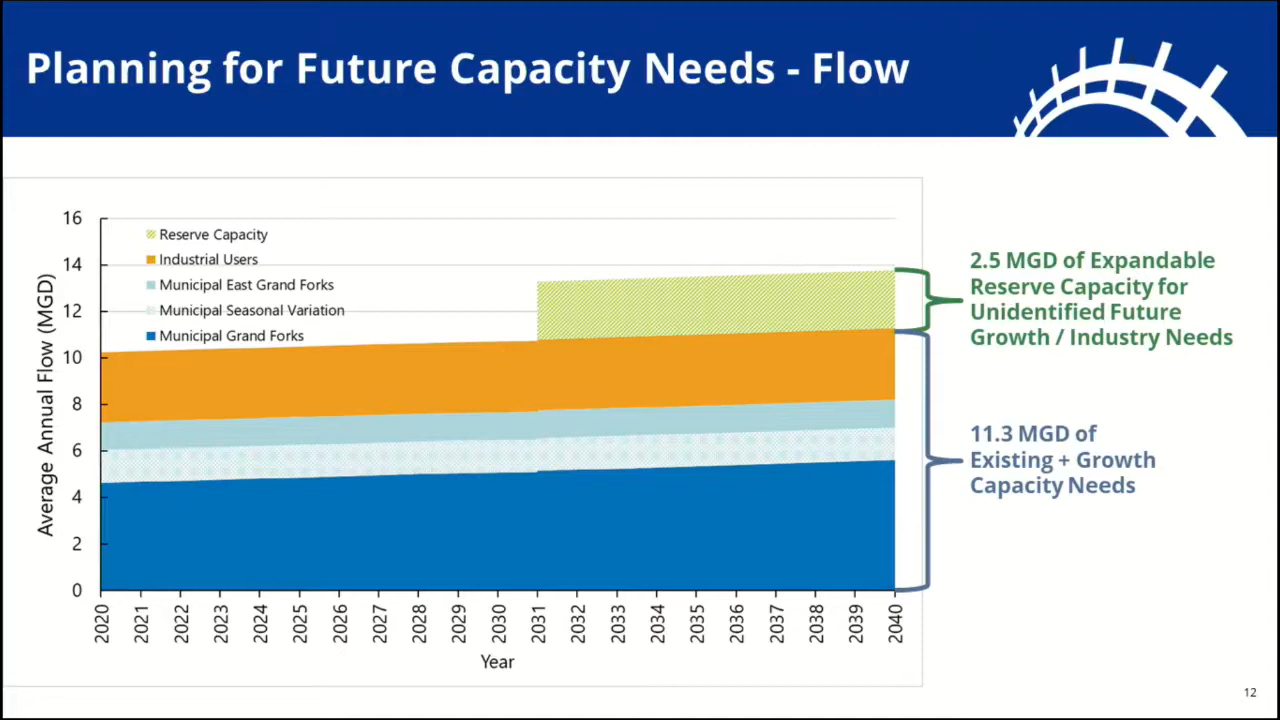 Planning for Future Capacity Needs - Flow
16
14
12
10
8
6
4
2
0
Average Annual Flow (MGD)
Reserve Capacity
Industrial Users
Municipal East Grand Forks
Municipal Seasonal Variation
Municipal Grand Forks
2020
2021
2022
2023
2024
2025
2026
2027
2028
2029
2030
2031
2032
2033
2034
2035
2036
2037
2038
2039
2040
Year
2.5 MGD of Expandable
Reserve Capacity for
Unidentified Future
Growth / Industry Needs
11.3 MGD of
Existing + Growth
Capacity Needs
12